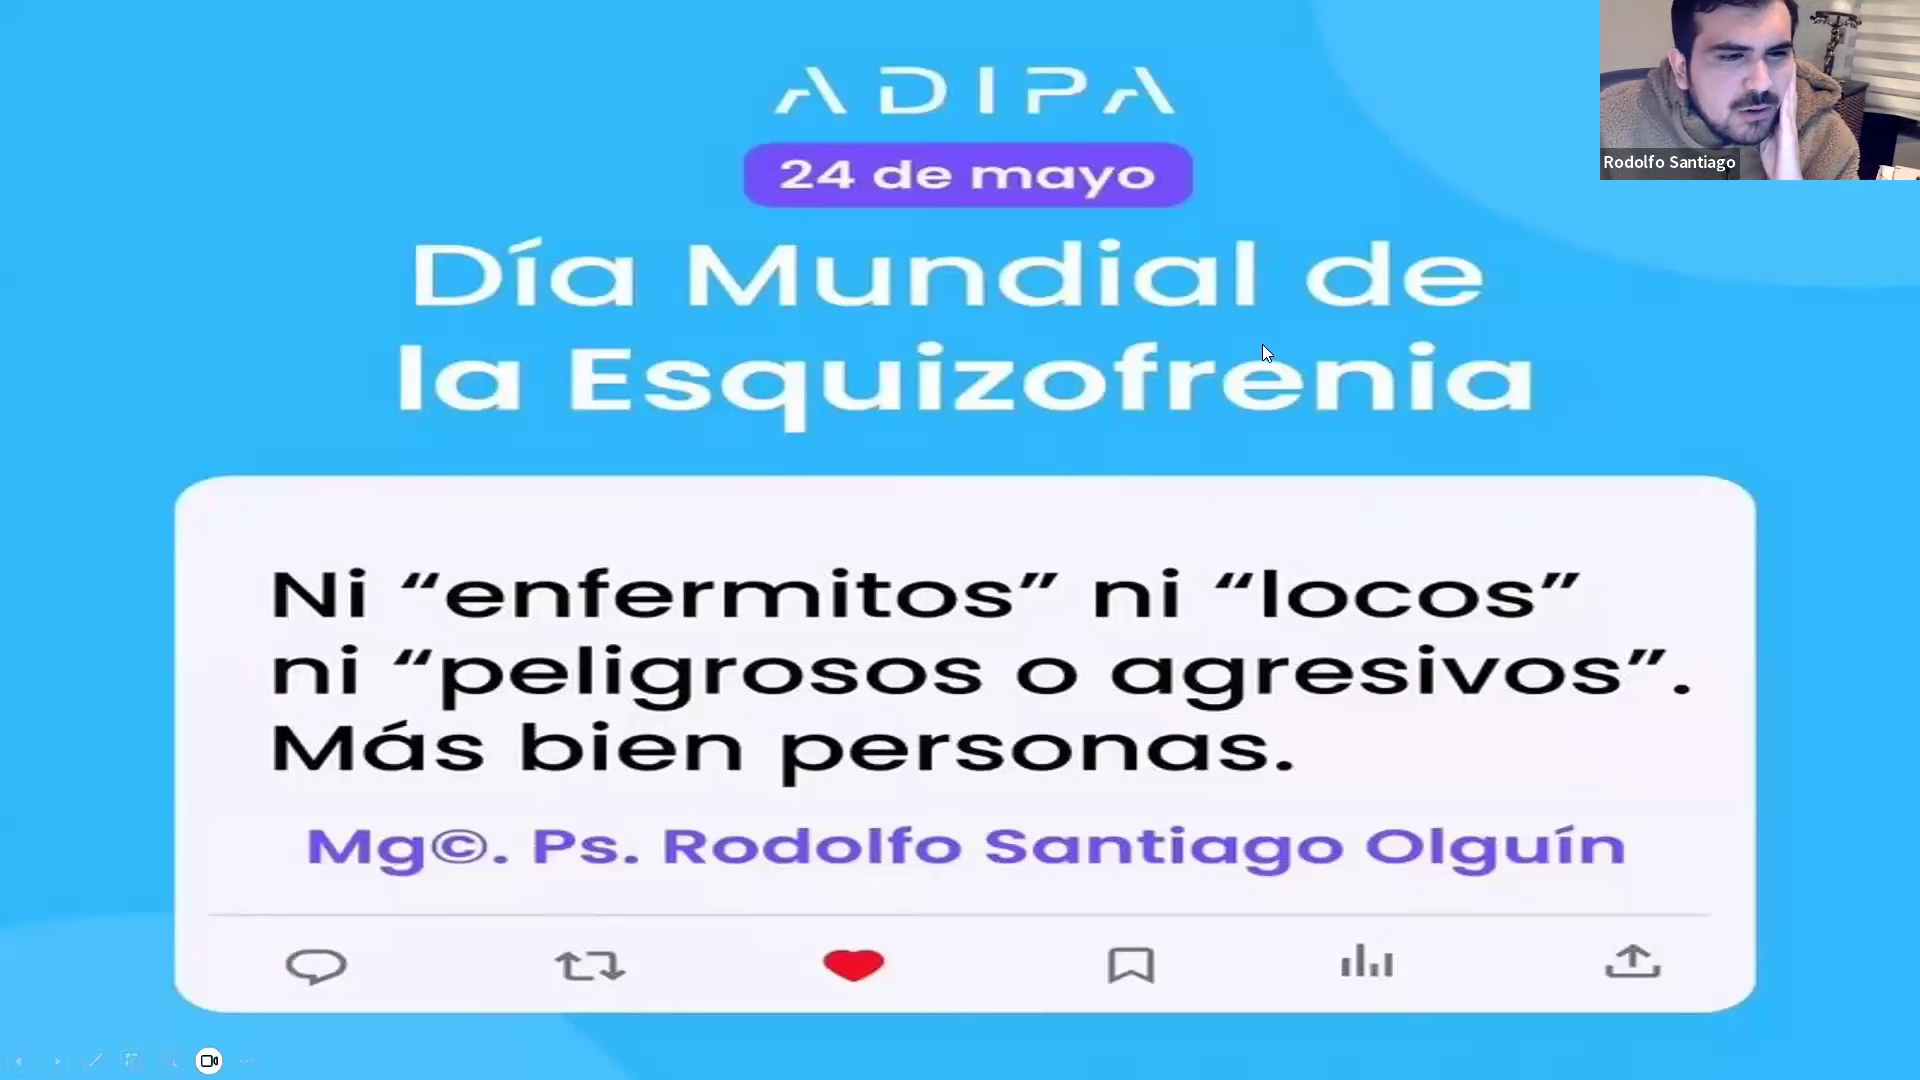 ADIPA
24 de mayo
Día Mundial de
la Esquizofrenia
Ni “enfermitos” ni “locos”
ni “peligrosos o agresivos”.
Más bien personas.
Mg©. Ps. Rodolfo Santiago Olguín
Rodolfo Santiago